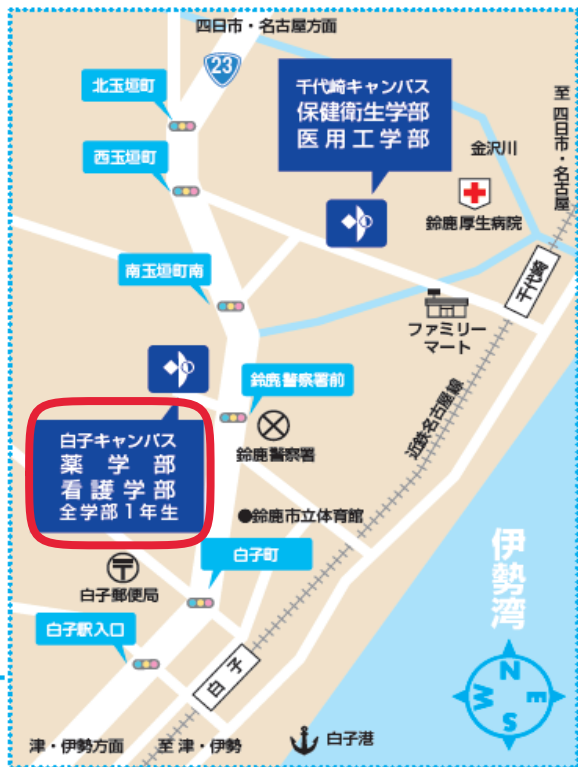 四日市・名古屋方面
23
北玉垣町
千代崎キャンパス
保健衛生学部
医用工学部
至 四日市・名古屋
金沢川
西玉垣町
鈴鹿厚生病院
南玉垣町南
千代崎
ファミリー
マート
鈴鹿警察署前
近鉄名古屋線
白子キャンパス
薬学部
看護学部
全学部1年生
鈴鹿警察署
●鈴鹿市立体育館
白子町
伊勢湾
白子郵便局
白子駅入口
白子
N
W
E
S
津・伊勢方面
至 津・伊勢
白子港